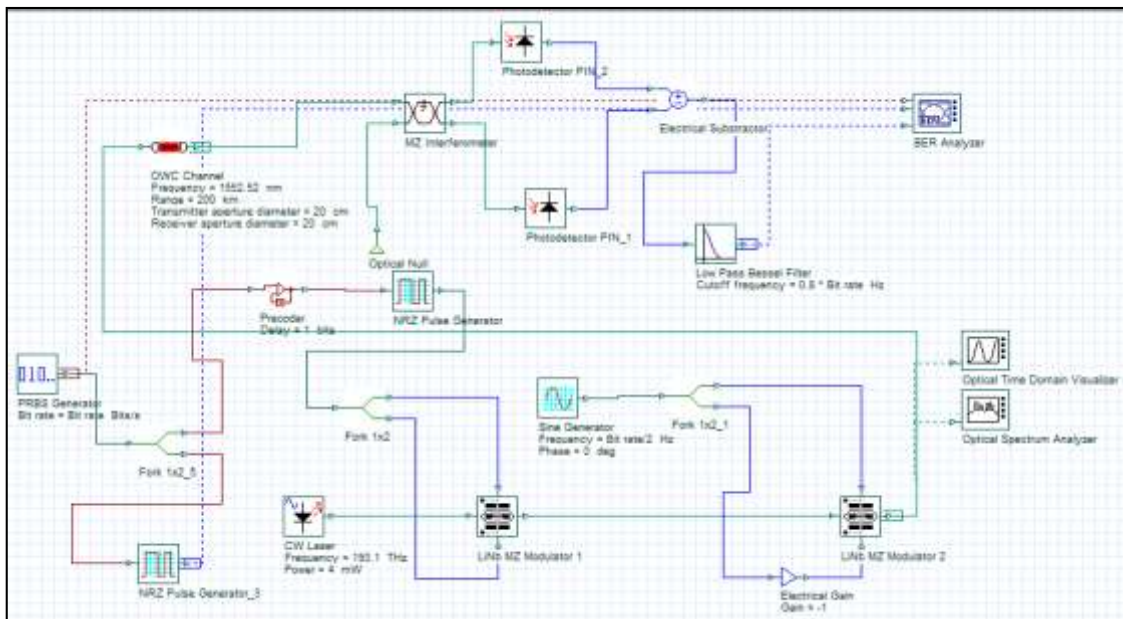 Photodetector PIN_2
Electrical Substractor
BER Analyzer
MZ Interferometer
OWC Channel
Frequency = 1552.52 nm
Range = 200 km
Transmitter aperture diameter = 20 cm
Receiver aperture diameter = 20 cm
Photodetector PIN_1
Optical Null
Low Pass Bessel Filter
Cutoff frequency = 0.8 * Bit rate Hz
Precoder
Delay = 1 bits
NRZ Pulse Generator
PRBS Generator
Bit rate = Bit rate Bits/s
Optical Time Domain Visualizer
Fork 1x2
Sine Generator
Frequency = Bit rate/2 Hz
Phase = 0 deg
Fork 1x2_1
Optical Spectrum Analyzer
Fork 1x2_5
CW Laser
Frequency = 193.1 THz
Power = 4 mW
LiNb MZ Modulator 1
LiNb MZ Modulator 2
NRZ Pulse Generator_3
Electrical Gain
Gain = -1